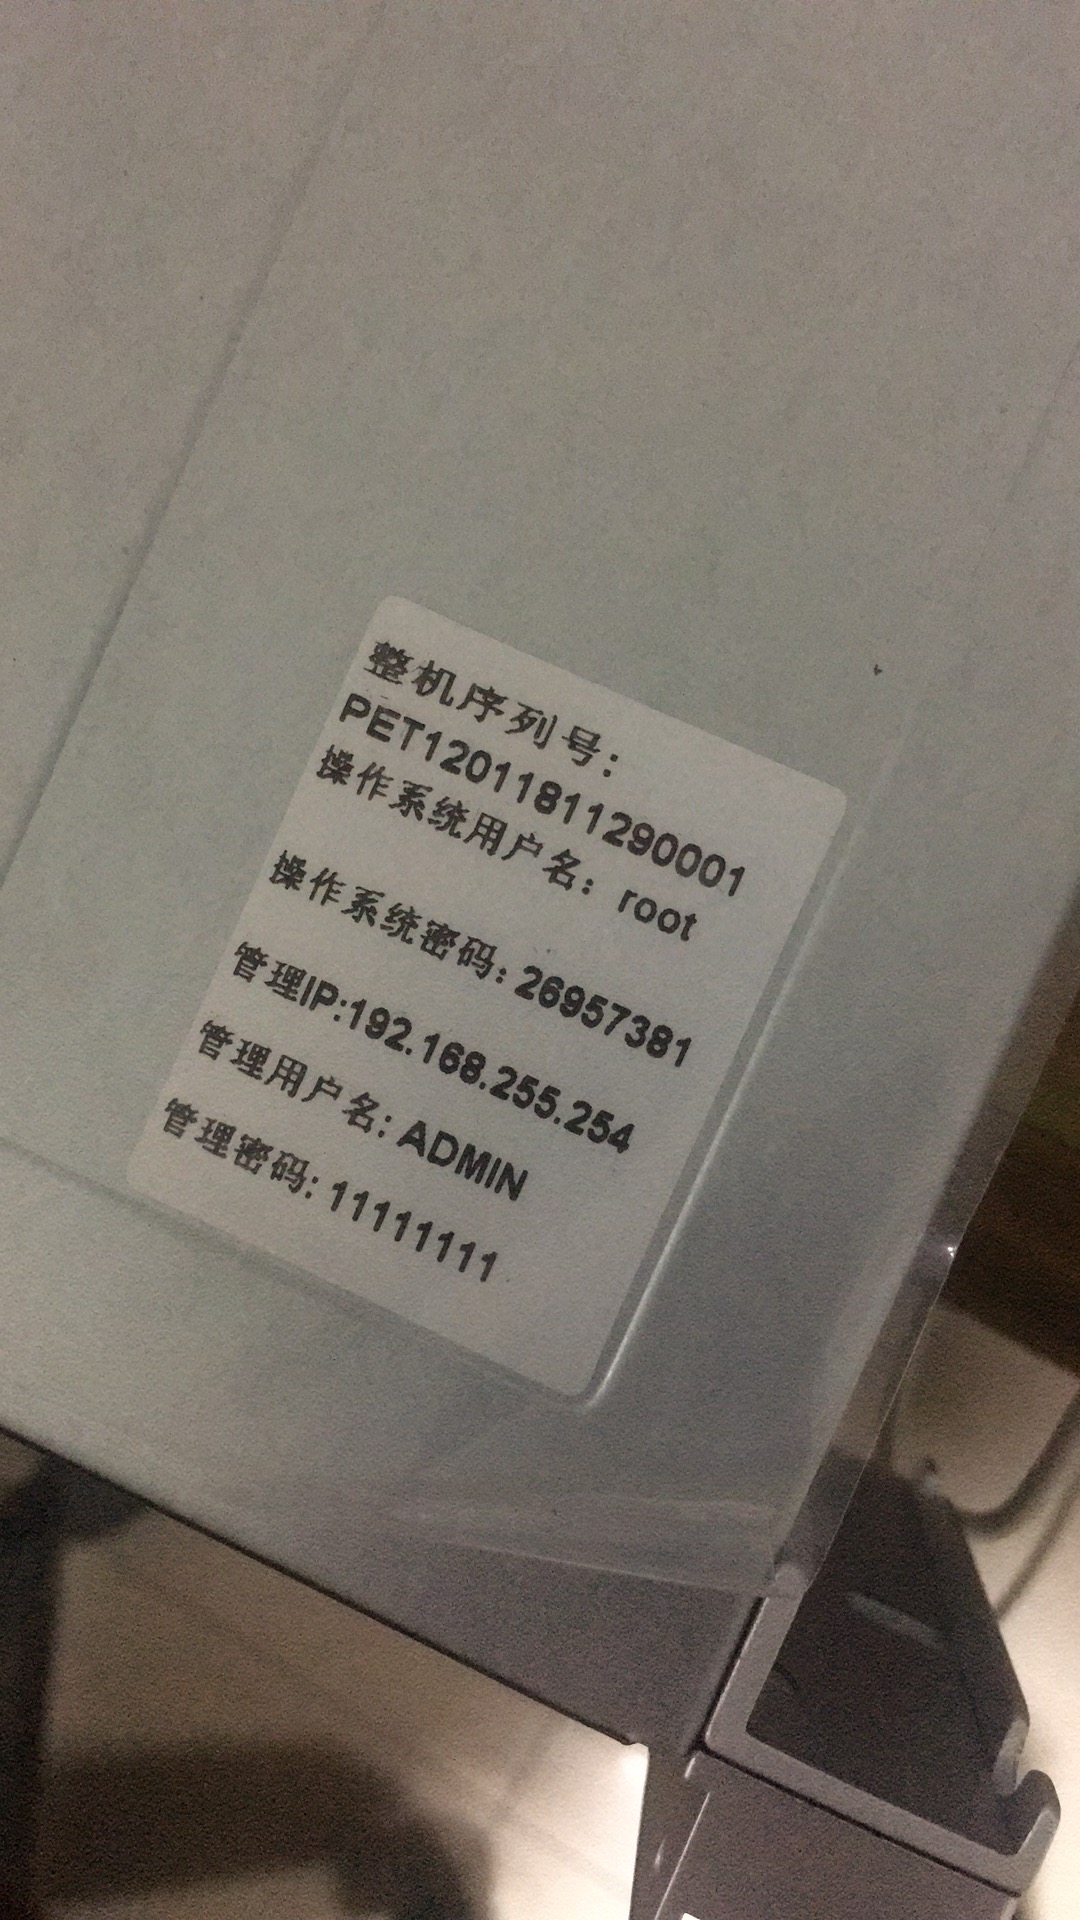 整机序列号：
PET12011811290001
操作系统用户名：root
操作系统密码：26957381
管理IP:192.168.255.254
管理用户名：ADMIN
管理密码：11111111